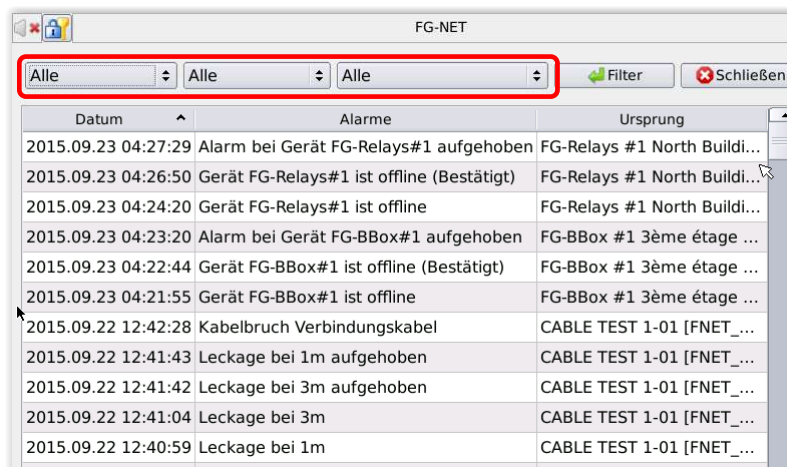 FG-NET
Alle Alle Alle Filter Schließen
Datum Alarme Ursprung
2015.09.23 04:27:29 Alarm bei Gerät FG-Relays#1 aufgehoben FG-Relays #1 North Buildi...
2015.09.23 04:26:50 Gerät FG-Relays#1 ist offline (Bestätigt) FG-Relays #1 North Buildi...
2015.09.23 04:24:20 Gerät FG-Relays#1 ist offline FG-Relays #1 North Buildi...
2015.09.23 04:23:20 Alarm bei Gerät FG-BBox#1 aufgehoben FG-BBox #1 3ème étage ...
2015.09.23 04:22:44 Gerät FG-BBox#1 ist offline (Bestätigt) FG-BBox #1 3ème étage ...
2015.09.23 04:21:55 Gerät FG-BBox#1 ist offline FG-BBox #1 3ème étage ...
2015.09.22 12:42:28 Kabelbruch Verbindungskabel CABLE TEST 1-01 [FNET_...
2015.09.22 12:41:43 Leckage bei 1m aufgehoben CABLE TEST 1-01 [FNET_...
2015.09.22 12:41:42 Leckage bei 3m aufgehoben CABLE TEST 1-01 [FNET_...
2015.09.22 12:41:04 Leckage bei 3m CABLE TEST 1-01 [FNET_...
2015.09.22 12:40:59 Leckage bei 1m CABLE TEST 1-01 [FNET_...